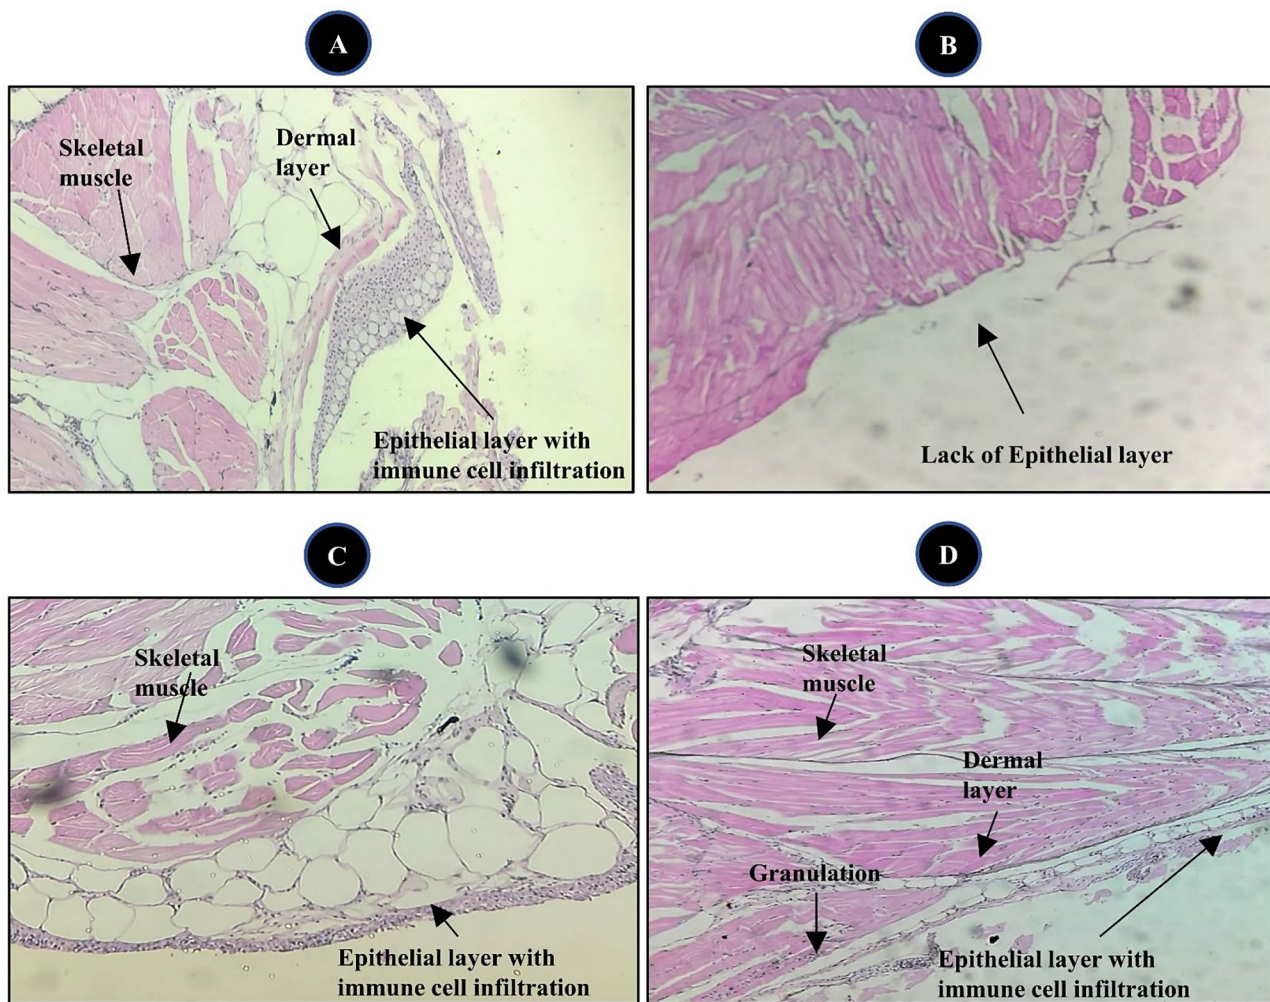 A
Skeletal
muscle
Dermal
layer
Epithelial layer with
immune cell infiltration
B
Lack of Epithelial layer
C
Skeletal
muscle
Epithelial layer with
immune cell infiltration
D
Skeletal
muscle
Dermal
layer
Granulation
Epithelial layer with
immune cell infiltration